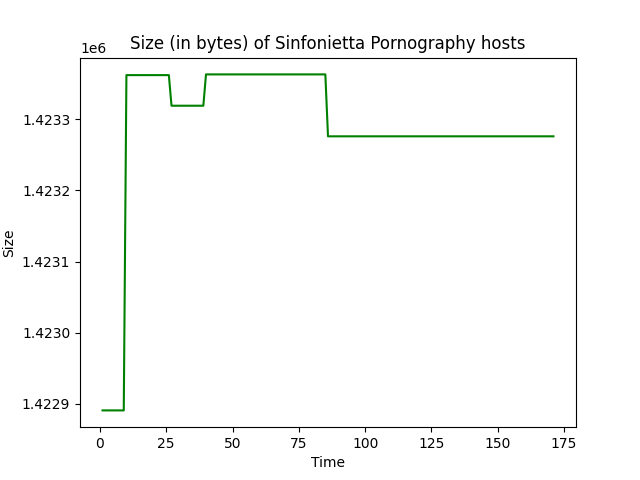 Size (in bytes) of Sinfonietta Pornography hosts
1e6
1.4233
1.4232
1.4231
1.4230
1.4229
Size
0 25 50 75 100 125 150 175
Time